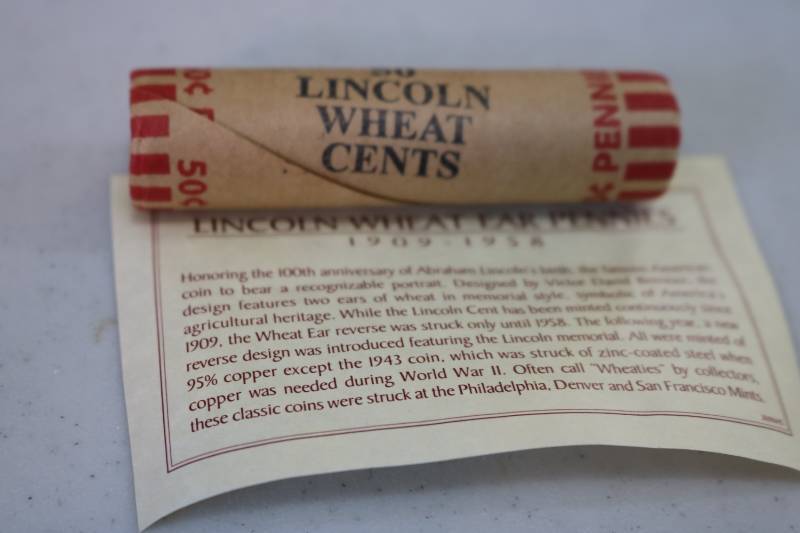 50
LINCOLN
WHEAT
CENTS
0¢ P
50¢
¢ PENNI
LINCOLN WHEAT EAR PENNIES
1909-1958
Honoring the 100th anniversary of Abraham Lincoln's birth, the famous American
coin to bear a recognizable portrait. Designed by Victor David Brenner, the
design features two ears of wheat in memorial style, symbolic of America's
agricultural heritage. While the Lincoln Cent has been minted continuously since
1909, the Wheat Ear reverse was struck only until 1958. The following year, a new
reverse design was introduced featuring the Lincoln memorial. All were minted of
95% copper except the 1943 coin, which was struck of zinc-coated steel when
copper was needed during World War II. Often call "Wheaties" by collectors,
these classic coins were struck at the Philadelphia, Denver and San Francisco Mints.